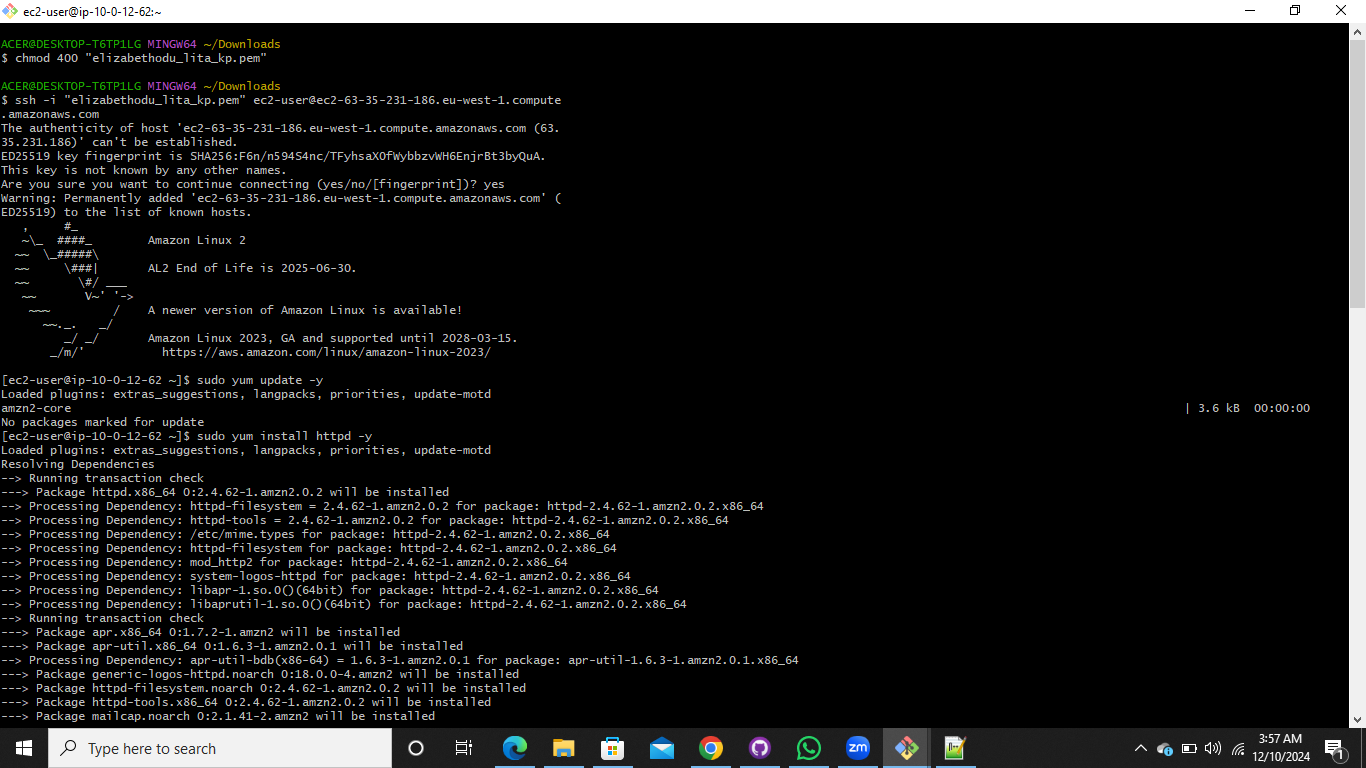 ec2-user@ip-10-0-12-62:~
ACER@DESKTOP-T6TP1LG MINGW64 ~/Downloads
$ chmod 400 "elizabethodu_lita_kp.pem"
ACER@DESKTOP-T6TP1LG MINGW64 ~/Downloads
$ ssh -i "elizabethodu_lita_kp.pem" ec2-user@ec2-63-35-231-186.eu-west-1.compute
.amazonaws.com
The authenticity of host 'ec2-63-35-231-186.eu-west-1.compute.amazonaws.com (63.
35.231.186)' can't be established.
ED25519 key fingerprint is SHA256:F6n/n594S4nc/TFyhsaXOfWybbzvWH6EnjrBt3byQuA.
This key is not known by any other names.
Are you sure you want to continue connecting (yes/no/[fingerprint])? yes
Warning: Permanently added 'ec2-63-35-231-186.eu-west-1.compute.amazonaws.com' (
ED25519) to the list of known hosts.
   ,     #_
   ~\_  ####_        Amazon Linux 2
  ~~  \_#####\
  ~~     \###|       AL2 End of Life is 2025-06-30.
  ~~       \#/ ___
   ~~       V~' '->
    ~~~         /    A newer version of Amazon Linux is available!
      ~~._.   _/
         _/ _/       Amazon Linux 2023, GA and supported until 2028-03-15.
       _/m/'           https://aws.amazon.com/linux/amazon-linux-2023/
[ec2-user@ip-10-0-12-62 ~]$ sudo yum update -y
Loaded plugins: extras_suggestions, langpacks, priorities, update-motd
amzn2-core | 3.6 kB  00:00:00
No packages marked for update
[ec2-user@ip-10-0-12-62 ~]$ sudo yum install httpd -y
Loaded plugins: extras_suggestions, langpacks, priorities, update-motd
Resolving Dependencies
--> Running transaction check
---> Package httpd.x86_64 0:2.4.62-1.amzn2.0.2 will be installed
--> Processing Dependency: httpd-filesystem = 2.4.62-1.amzn2.0.2 for package: httpd-2.4.62-1.amzn2.0.2.x86_64
--> Processing Dependency: httpd-tools = 2.4.62-1.amzn2.0.2 for package: httpd-2.4.62-1.amzn2.0.2.x86_64
--> Processing Dependency: /etc/mime.types for package: httpd-2.4.62-1.amzn2.0.2.x86_64
--> Processing Dependency: httpd-filesystem for package: httpd-2.4.62-1.amzn2.0.2.x86_64
--> Processing Dependency: mod_http2 for package: httpd-2.4.62-1.amzn2.0.2.x86_64
--> Processing Dependency: system-logos-httpd for package: httpd-2.4.62-1.amzn2.0.2.x86_64
--> Processing Dependency: libapr-1.so.0()(64bit) for package: httpd-2.4.62-1.amzn2.0.2.x86_64
--> Processing Dependency: libaprutil-1.so.0()(64bit) for package: httpd-2.4.62-1.amzn2.0.2.x86_64
--> Running transaction check
---> Package apr.x86_64 0:1.7.2-1.amzn2 will be installed
---> Package apr-util.x86_64 0:1.6.3-1.amzn2.0.1 will be installed
--> Processing Dependency: apr-util-bdb(x86-64) = 1.6.3-1.amzn2.0.1 for package: apr-util-1.6.3-1.amzn2.0.1.x86_64
---> Package generic-logos-httpd.noarch 0:18.0.0-4.amzn2 will be installed
---> Package httpd-filesystem.noarch 0:2.4.62-1.amzn2.0.2 will be installed
---> Package httpd-tools.x86_64 0:2.4.62-1.amzn2.0.2 will be installed
---> Package mailcap.noarch 0:2.1.41-2.amzn2 will be installed
Type here to search
zm
3:57 AM
12/10/2024
1